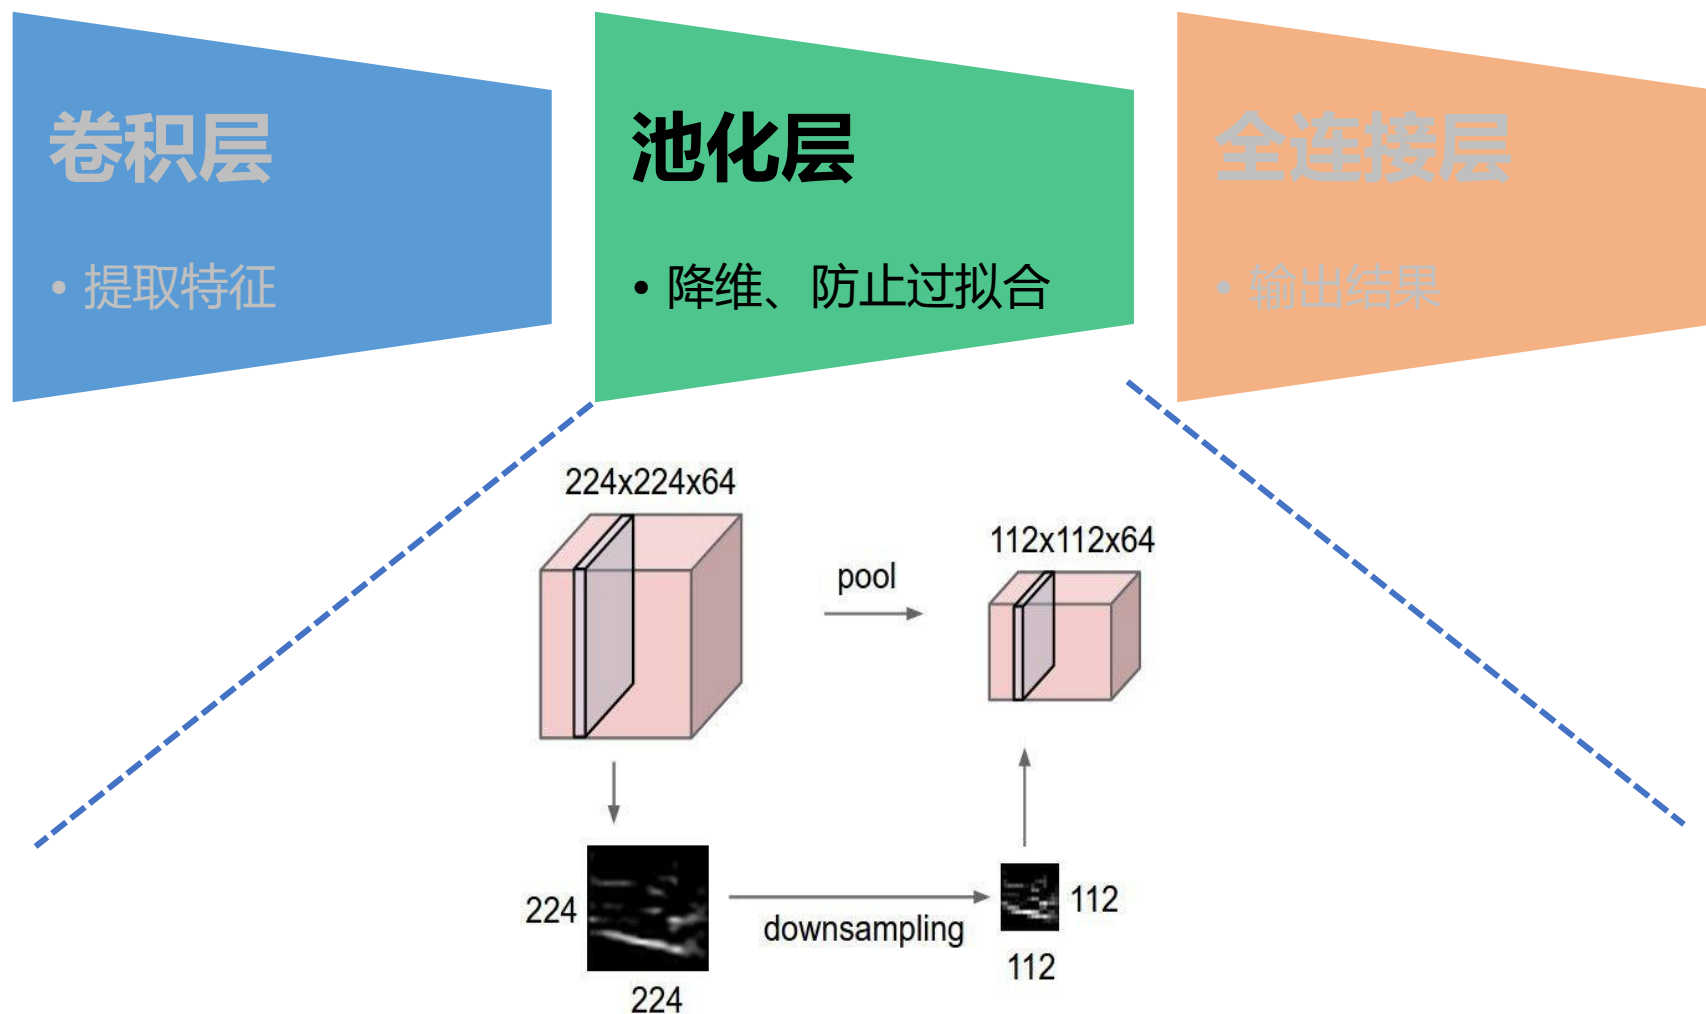 卷积层
• 提取特征
池化层
• 降维、防止过拟合
全连接层
• 输出结果
224x224x64
112x112x64
pool
224
112
downsampling
112
224